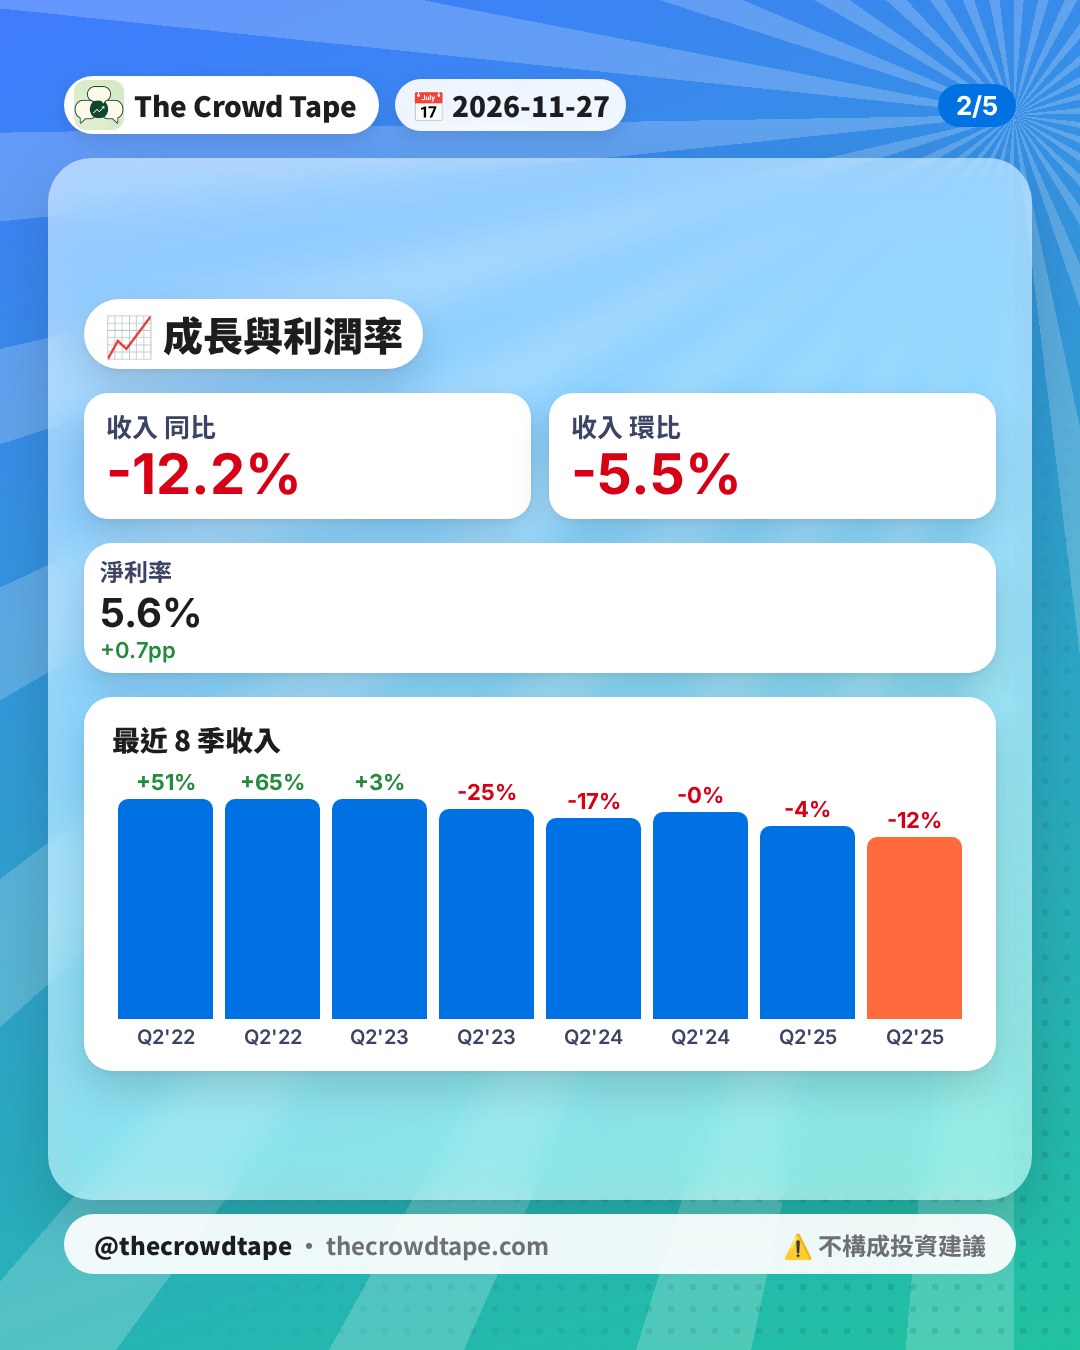 The Crowd Tape
📅 2026-11-27
2/5
📈 成長與利潤率
收入 同比
-12.2%
收入 環比
-5.5%
淨利率
5.6%
+0.7pp
最近 8 季收入
+51% +65% +3% -25% -17% -0% -4% -12%
Q2'22 Q2'22 Q2'23 Q2'23 Q2'24 Q2'24 Q2'25 Q2'25
@thecrowdtape • thecrowdtape.com
⚠️ 不構成投資建議